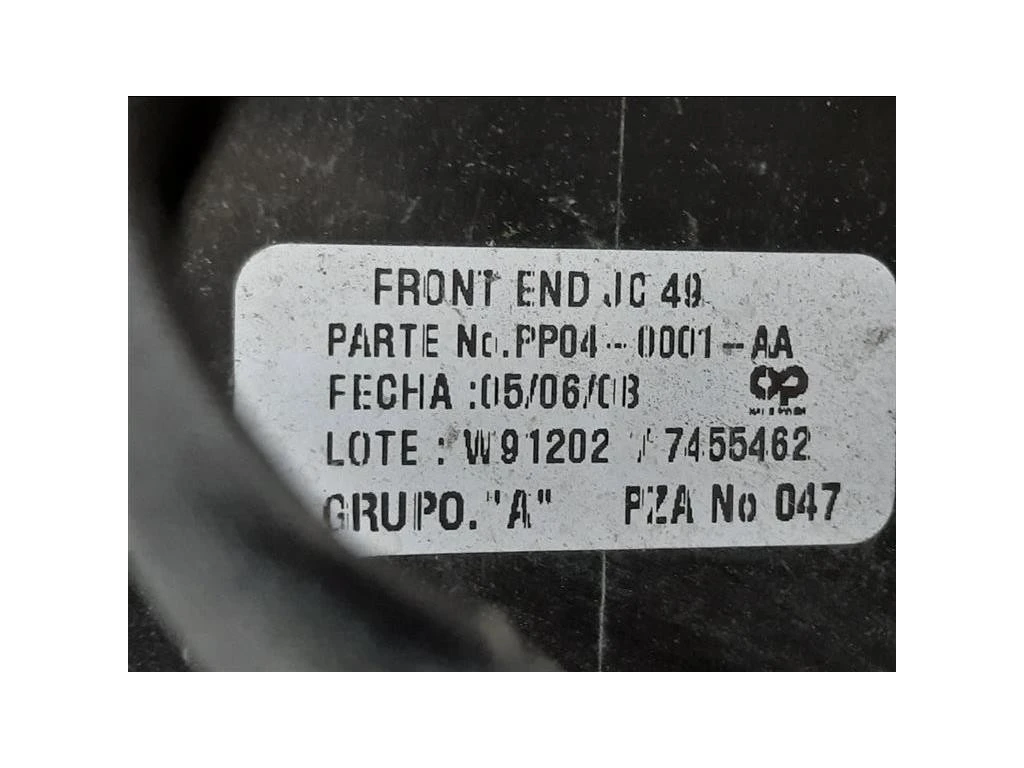 FRONT END JC 49
PARTE No.PP04-0001-AA
FECHA :05/06/08
LOTE : W91202 / 7455462
GRUPO. "A" PZA No 047